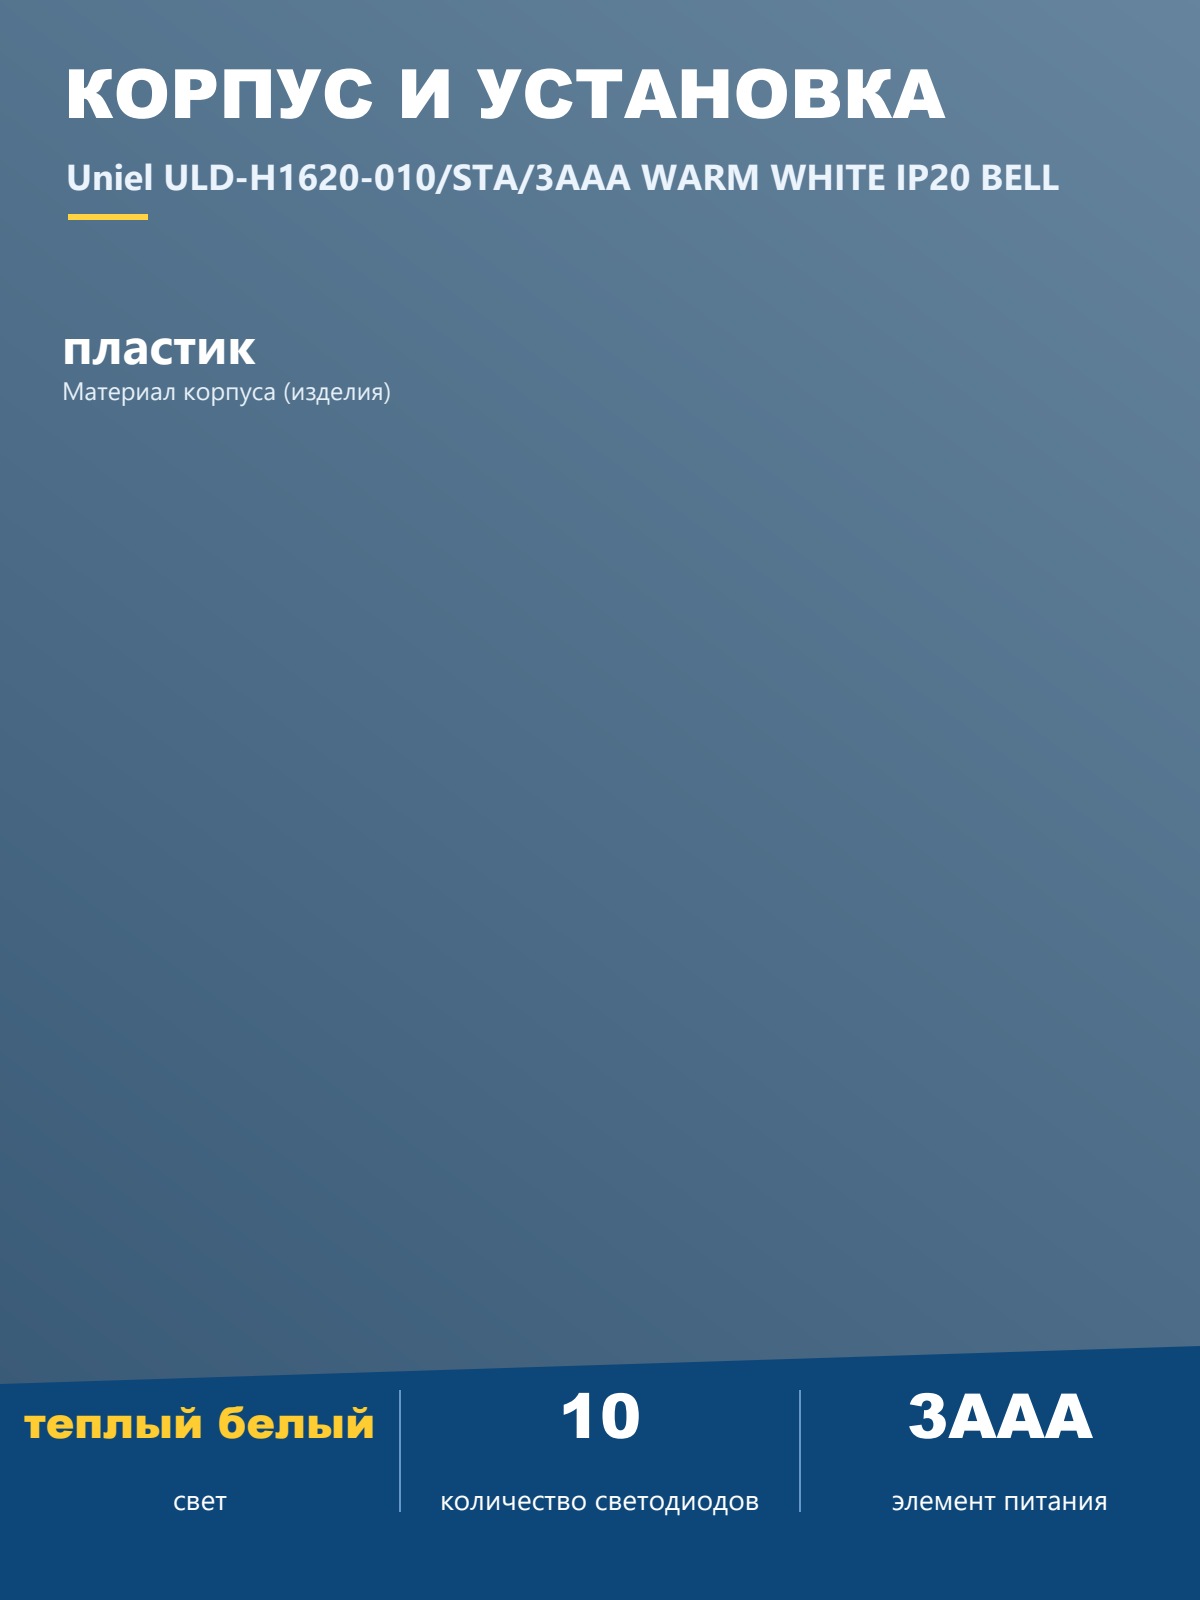 КОРПУС И УСТАНОВКА
Uniel ULD-H1620-010/STA/3AAA WARM WHITE IP20 BELL
пластик
Материал корпуса (изделия)
теплый белый
10
3AAA
свет
количество светодиодов
элемент питания